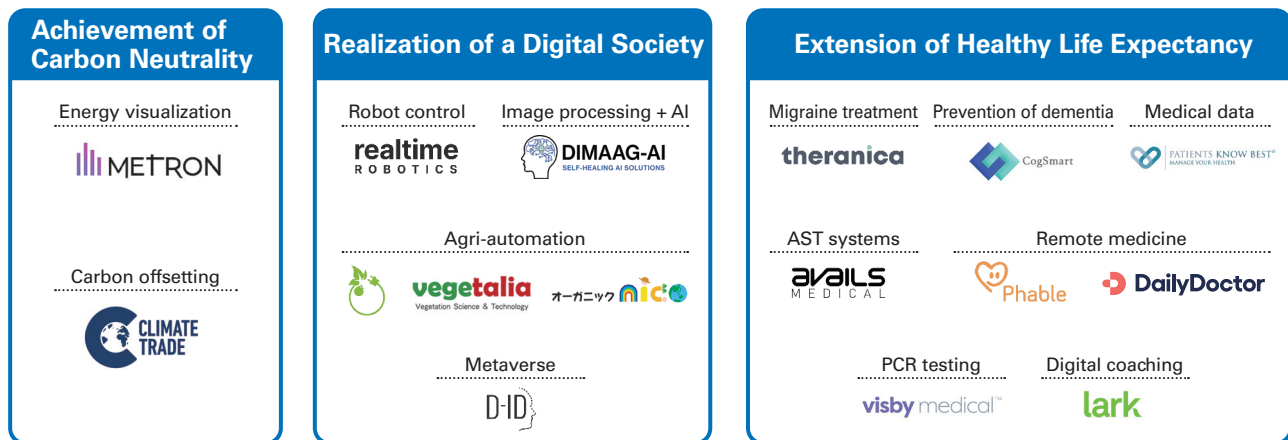 Achievement of
Carbon Neutrality
Energy visualization
METRON
Carbon offsetting
CLIMATE
TRADE
Realization of a Digital Society
Robot control
realtime
ROBOTICS
Image processing + AI
DIMAAG-AI
SELF-HEALING AI SOLUTIONS
Agri-automation
vegetalia
Vegetation Science & Technology
オーガニック nico
Metaverse
D-ID
Extension of Healthy Life Expectancy
Migraine treatment
theranica
Prevention of dementia
CogSmart
Medical data
PATIENTS KNOW BEST®
MANAGE YOUR HEALTH
AST systems
avails
MEDICAL
Remote medicine
Phable
DailyDoctor
PCR testing
visby medical™
Digital coaching
lark